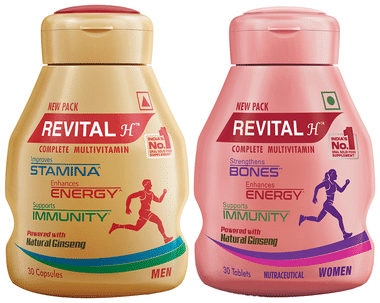 NEW PACK
REVITAL H™
COMPLETE MULTIVITAMIN
INDIA'S
No.1
Improves
STAMINA
Enhances
ENERGY
Supports
IMMUNITY
Powered with
Natural Ginseng
30 Capsules
MEN
NEW PACK
REVITAL H™
COMPLETE MULTIVITAMIN
INDIA'S
No.1
Strengthens
BONES
Enhances
ENERGY
Supports
IMMUNITY
Powered with
Natural Ginseng
30 Tablets
NUTRACEUTICAL
WOMEN